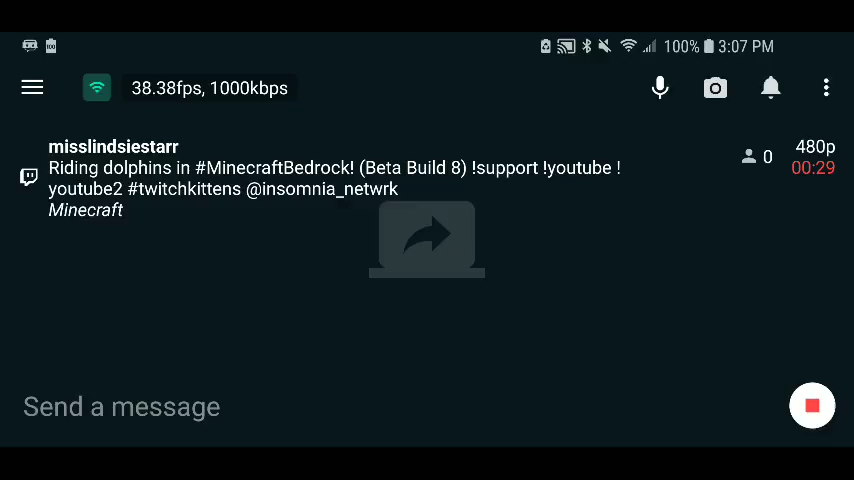 100% 3:07 PM
38.38fps, 1000kbps
misslindsiestarr
Riding dolphins in #MinecraftBedrock! (Beta Build 8) !support !youtube !
youtube2 #twitchkittens @insomnia_netwrk
Minecraft
0
480p
00:29
Send a message